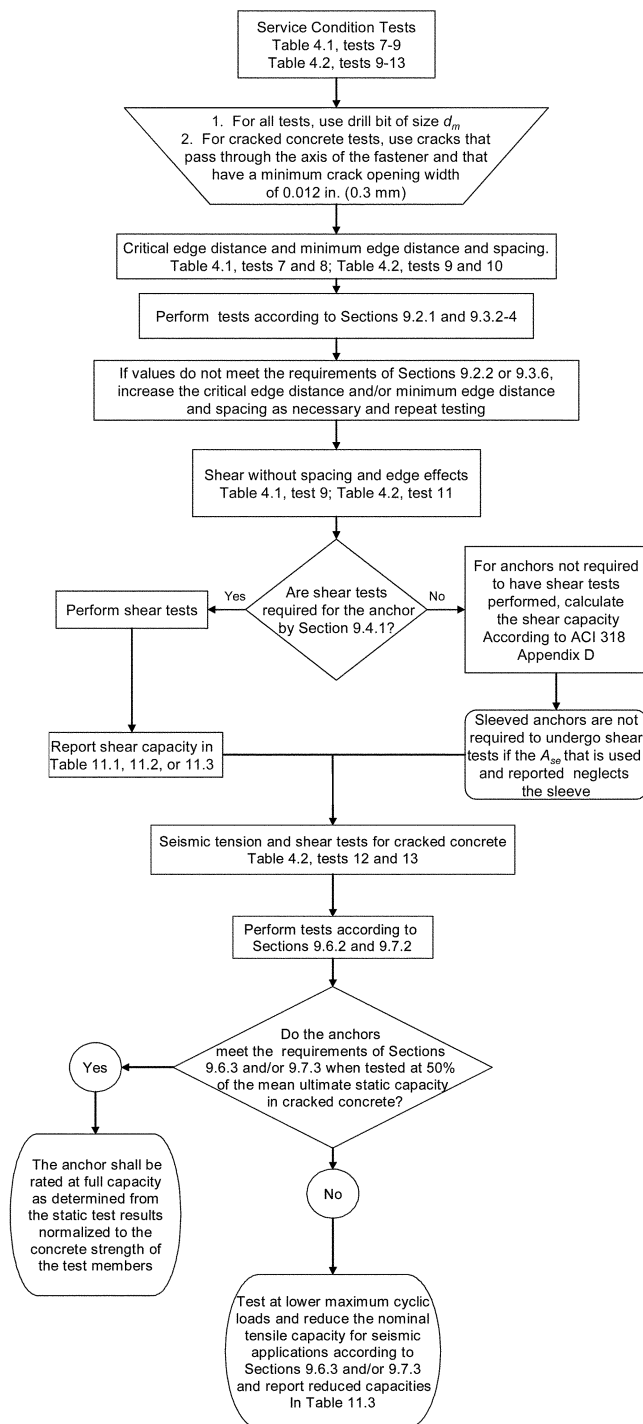 Service Condition Tests
Table 4.1, tests 7-9
Table 4.2, tests 9-13
1. For all tests, use drill bit of size dm
2. For cracked concrete tests, use cracks that
pass through the axis of the fastener and that
have a minimum crack opening width
of 0.012 in. (0.3 mm)
Critical edge distance and minimum edge distance and spacing.
Table 4.1, tests 7 and 8; Table 4.2, tests 9 and 10
Perform tests according to Sections 9.2.1 and 9.3.2-4
If values do not meet the requirements of Sections 9.2.2 or 9.3.6,
increase the critical edge distance and/or minimum edge distance
and spacing as necessary and repeat testing
Shear without spacing and edge effects
Table 4.1, test 9; Table 4.2, test 11
Are shear tests
required for the anchor
by Section 9.4.1?
Yes
No
Perform shear tests
For anchors not required
to have shear tests
performed, calculate
the shear capacity
According to ACI 318
Appendix D
Report shear capacity in
Table 11.1, 11.2, or 11.3
Sleeved anchors are not
required to undergo shear
tests if the Ase that is used
and reported neglects
the sleeve
Seismic tension and shear tests for cracked concrete
Table 4.2, tests 12 and 13
Perform tests according to
Sections 9.6.2 and 9.7.2
Do the anchors
meet the requirements of Sections
9.6.3 and/or 9.7.3 when tested at 50%
of the mean ultimate static capacity
in cracked concrete?
Yes
The anchor shall be
rated at full capacity
as determined from
the static test results
normalized to the
concrete strength of
the test members
No
Test at lower maximum cyclic
loads and reduce the nominal
tensile capacity for seismic
applications according to
Sections 9.6.3 and/or 9.7.3
and report reduced capacities
In Table 11.3